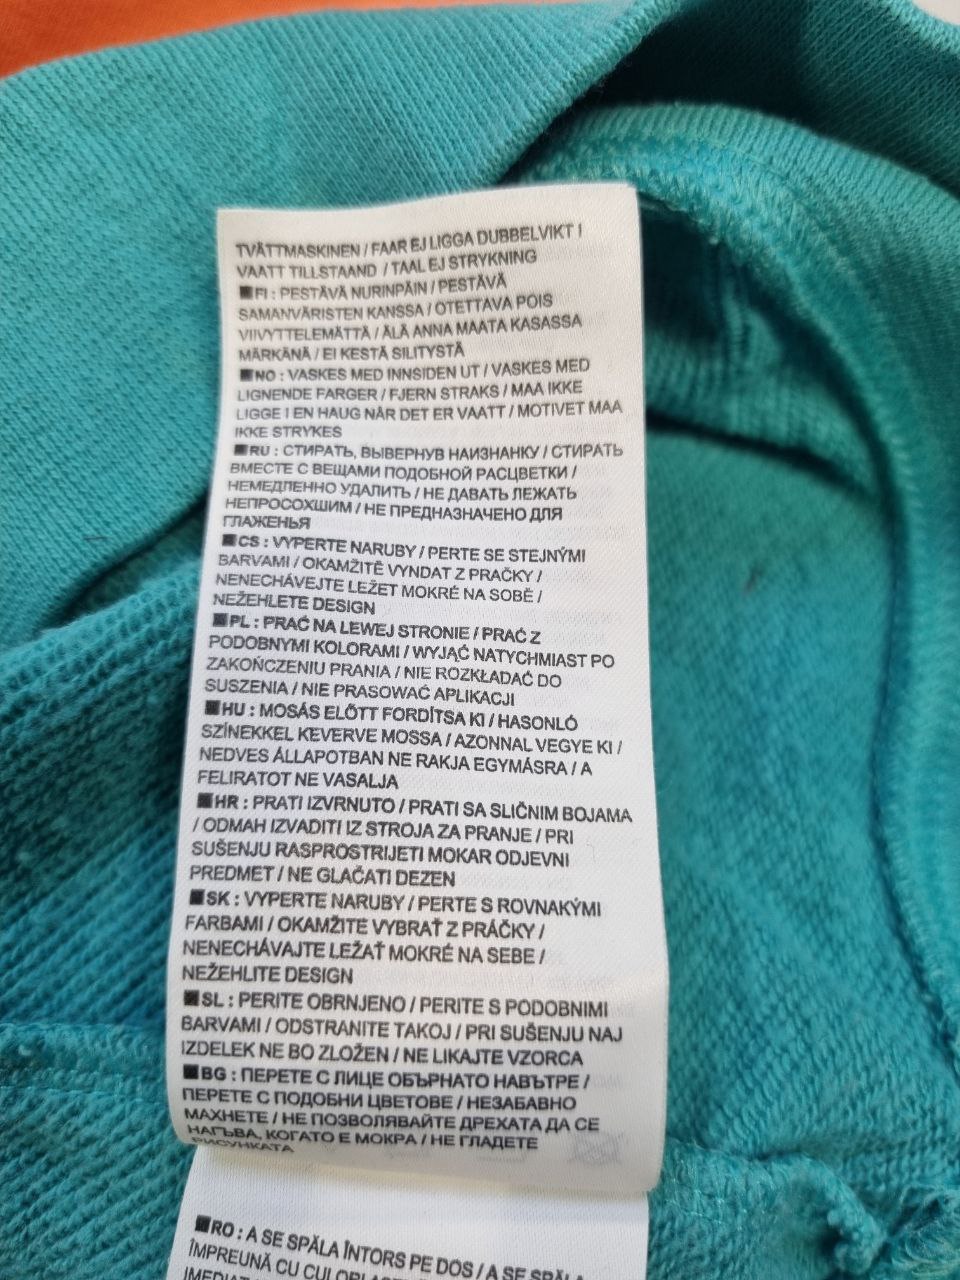 TVÄTTMASKINEN / FAAR EJ LIGGA DUBBELVIKT I
VAATT TILLSTAAND / TAAL EJ STRYKNING
■FI : PESTÄVÄ NURINPÄIN / PESTÄVÄ
SAMANVÄRISTEN KANSSA / OTETTAVA POIS
VIIVYTTELEMÄTTÄ / ÄLÄ ANNA MAATA KASASSA
MÄRKÄNÄ / EI KESTÄ SILITYSTÄ
■NO : VASKES MED INNSIDEN UT / VASKES MED
LIGNENDE FARGER / FJERN STRAKS / MAA IKKE
LIGGE I EN HAUG NÅR DET ER VAATT / MOTIVET MAA
IKKE STRYKES
■RU : СТИРАТЬ, ВЫВЕРНУВ НАИЗНАНКУ / СТИРАТЬ
ВМЕСТЕ С ВЕЩАМИ ПОДОБНОЙ РАСЦВЕТКИ /
НЕМЕДЛЕННО УДАЛИТЬ / НЕ ДАВАТЬ ЛЕЖАТЬ
НЕПРОСОХШИМ / НЕ ПРЕДНАЗНАЧЕНО ДЛЯ
ГЛАЖЕНЬЯ
■CS : VYPERTE NARUBY / PERTE SE STEJNÝMI
BARVAMI / OKAMŽITĚ VYNDAT Z PRAČKY /
NENECHÁVEJTE LEŽET MOKRÉ NA SOBĚ /
NEŽEHLETE DESIGN
■PL : PRAĆ NA LEWEJ STRONIE / PRAĆ Z
PODOBNYMI KOLORAMI / WYJĄĆ NATYCHMIAST PO
ZAKOŃCZENIU PRANIA / NIE ROZKŁADAĆ DO
SUSZENIA / NIE PRASOWAĆ APLIKACJI
■HU : MOSÁS ELŐTT FORDÍTSA KI / HASONLÓ
SZÍNEKKEL KEVERVE MOSSA / AZONNAL VEGYE KI /
NEDVES ÁLLAPOTBAN NE RAKJA EGYMÁSRA / A
FELIRATOT NE VASALJA
■HR : PRATI IZVRNUTO / PRATI SA SLIČNIM BOJAMA
/ ODMAH IZVADITI IZ STROJA ZA PRANJE / PRI
SUŠENJU RASPROSTRIJETI MOKAR ODJEVNI
PREDMET / NE GLAČATI DEZEN
■SK : VYPERTE NARUBY / PERTE S ROVNAKÝMI
FARBAMI / OKAMŽITE VYBRAŤ Z PRÁČKY /
NENECHÁVAJTE LEŽAŤ MOKRÉ NA SEBE /
NEŽEHLITE DESIGN
■SL : PERITE OBRNJENO / PERITE S PODOBNIMI
BARVAMI / ODSTRANITE TAKOJ / PRI SUŠENJU NAJ
IZDELEK NE BO ZLOŽEN / NE LIKAJTE VZORCA
■BG : ПЕРЕТЕ С ЛИЦЕ ОБЪРНАТО НАВЪТРЕ /
ПЕРЕТЕ С ПОДОБНИ ЦВЕТОВЕ / НЕЗАБАВНО
МАХНЕТЕ / НЕ ПОЗВОЛЯВАЙТЕ ДРЕХАТА ДА СЕ
НАГЪВА, КОГАТО Е МОКРА / НЕ ГЛАДЕТЕ
РИСУНКАТА
■RO : A SE SPĂLA ÎNTORS PE DOS / A SE SPĂLA
ÎMPREUNĂ CU